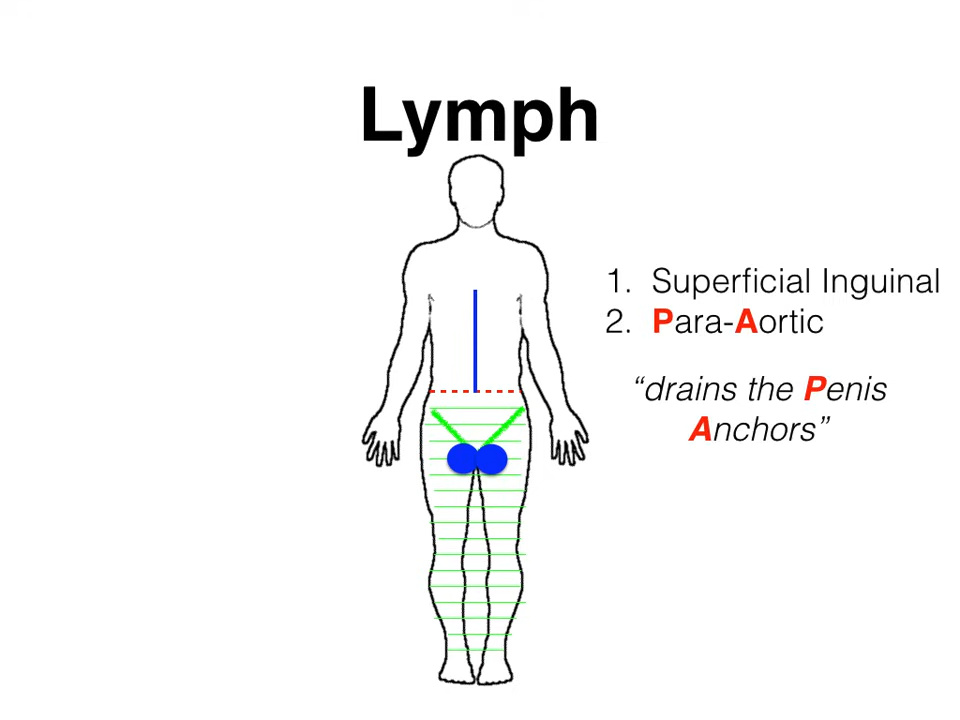 Lymph
1. Superficial Inguinal
2. Para-Aortic
“drains the Penis
Anchors”